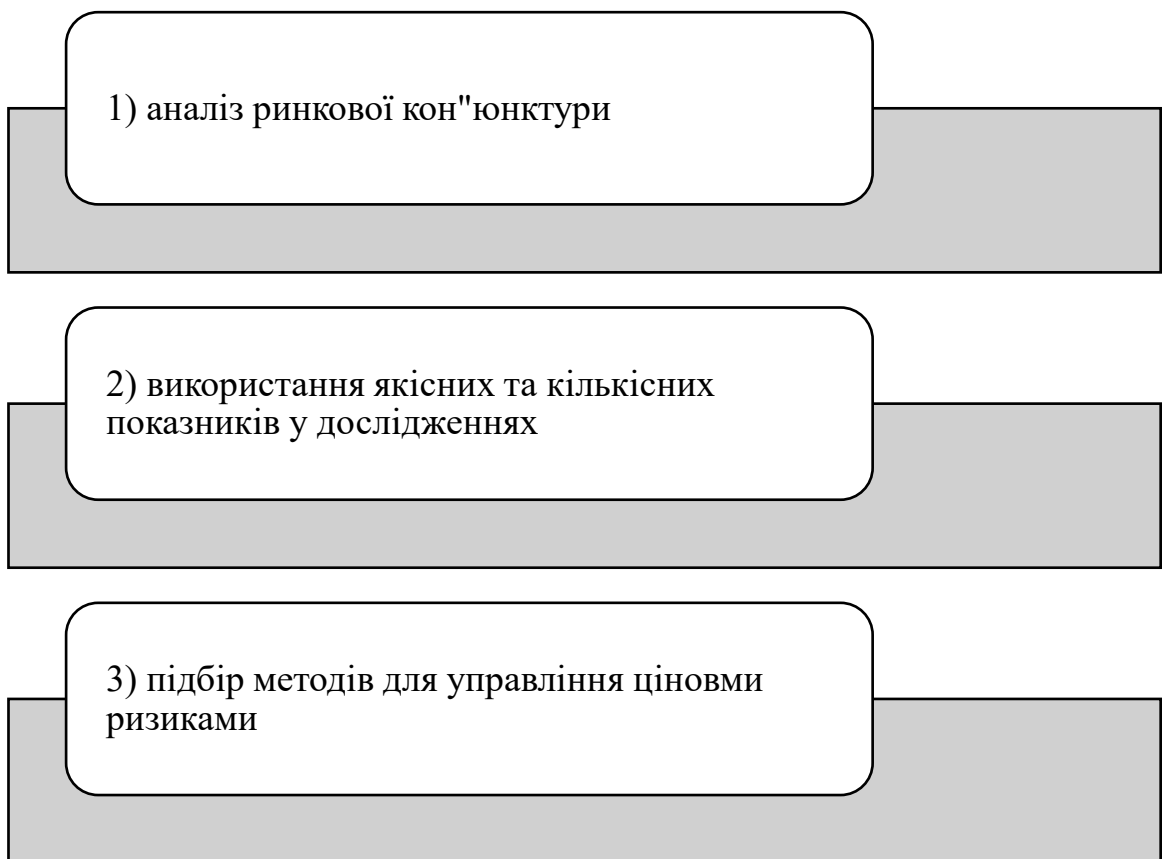 1) аналіз ринкової кон"юнктури
2) використання якісних та кількісних
показників у дослідженнях
3) підбір методів для управління ціновми
ризиками